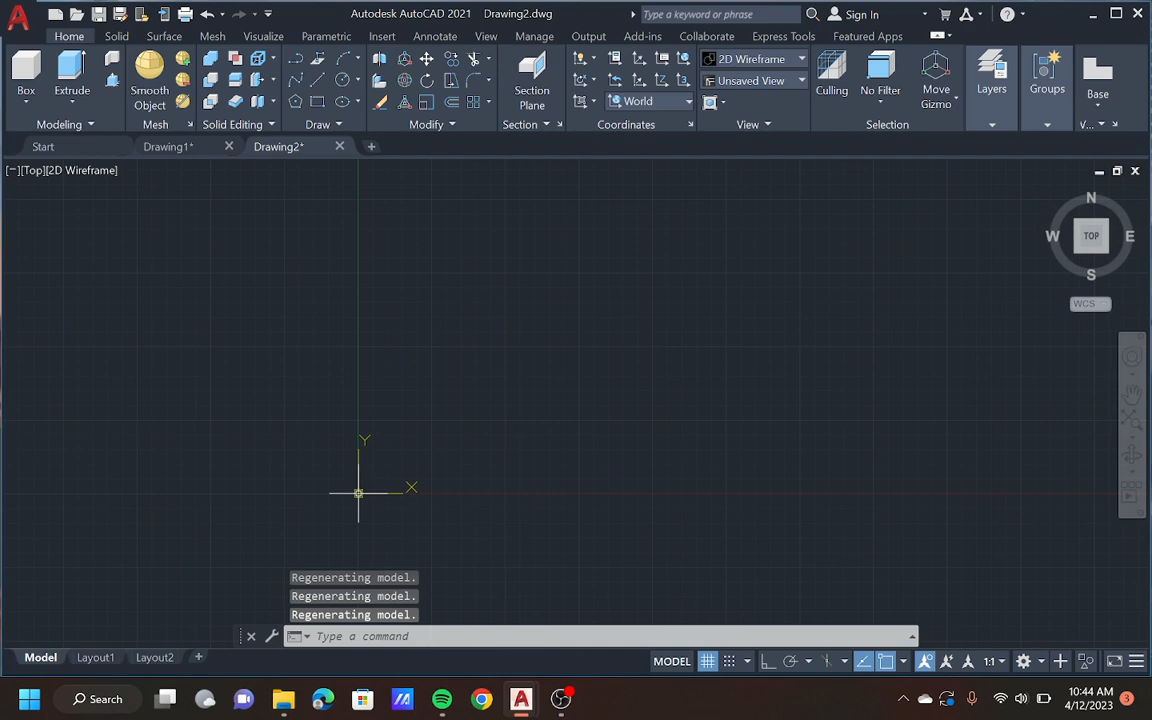 Autodesk AutoCAD 2021 Drawing2.dwg
Type a keyword or phrase
Sign In
Home Solid Surface Mesh Visualize Parametric Insert Annotate View Manage Output Add-ins Collaborate Express Tools Featured Apps
Box
Extrude
Smooth
Object
Section
Plane
2D Wireframe
Unsaved View
World
Culling
No Filter
Move
Gizmo
Layers
Groups
Base
Modeling
Mesh
Solid Editing
Draw
Modify
Section
Coordinates
View
Selection
V...
Start
Drawing1*
Drawing2*
[−][Top][2D Wireframe]
N
W
TOP
E
S
WCS
Y
X
Regenerating model.
Regenerating model.
Regenerating model.
Type a command
Model Layout1 Layout2
MODEL
1:1
Search
10:44 AM
4/12/2023
3